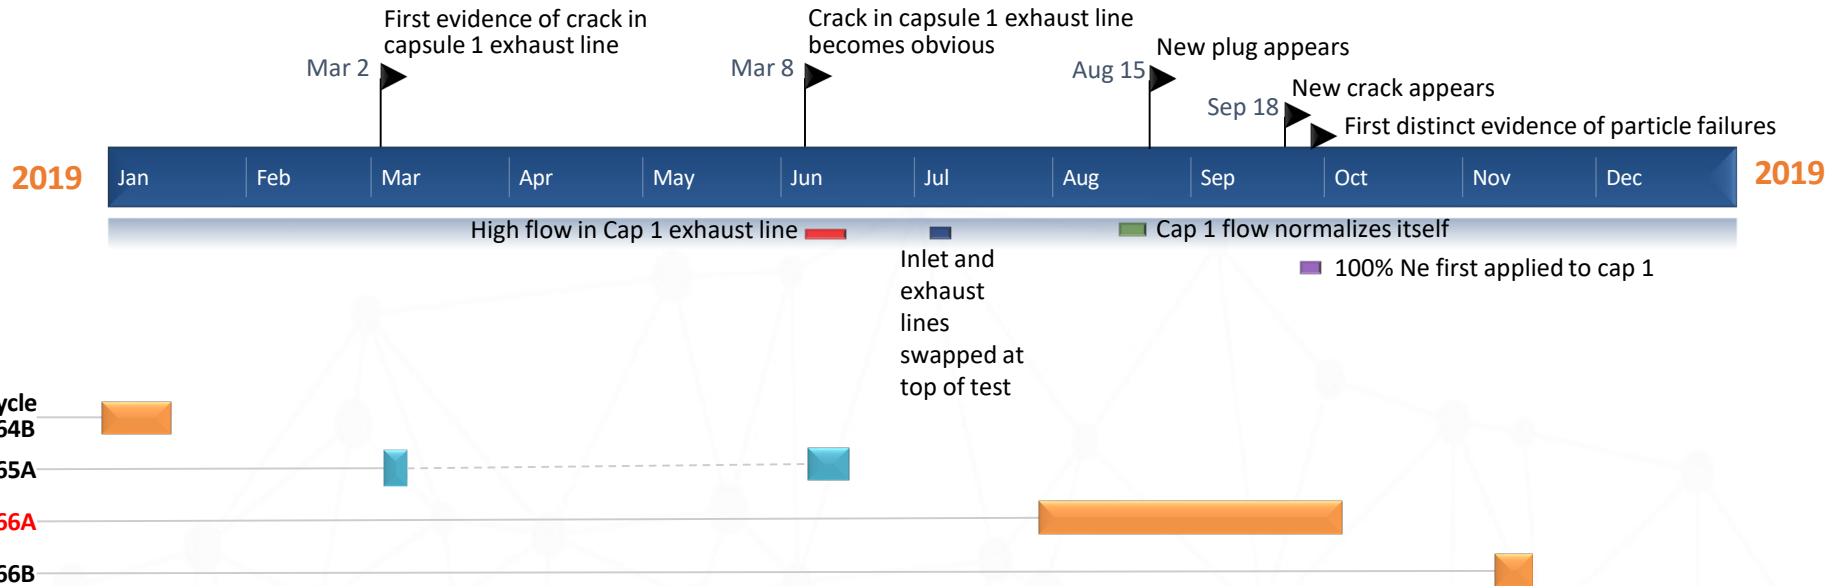 First evidence of crack in
capsule 1 exhaust line
Mar 2
Crack in capsule 1 exhaust line
becomes obvious
Mar 8
New plug appears
Aug 15
New crack appears
Sep 18
First distinct evidence of particle failures
2019 Jan Feb Mar Apr May Jun Jul Aug Sep Oct Nov Dec 2019
High flow in Cap 1 exhaust line
Cap 1 flow normalizes itself
Inlet and
exhaust
lines
swapped at
top of test
100% Ne first applied to cap 1
ycle
64B
65A
66A
66B